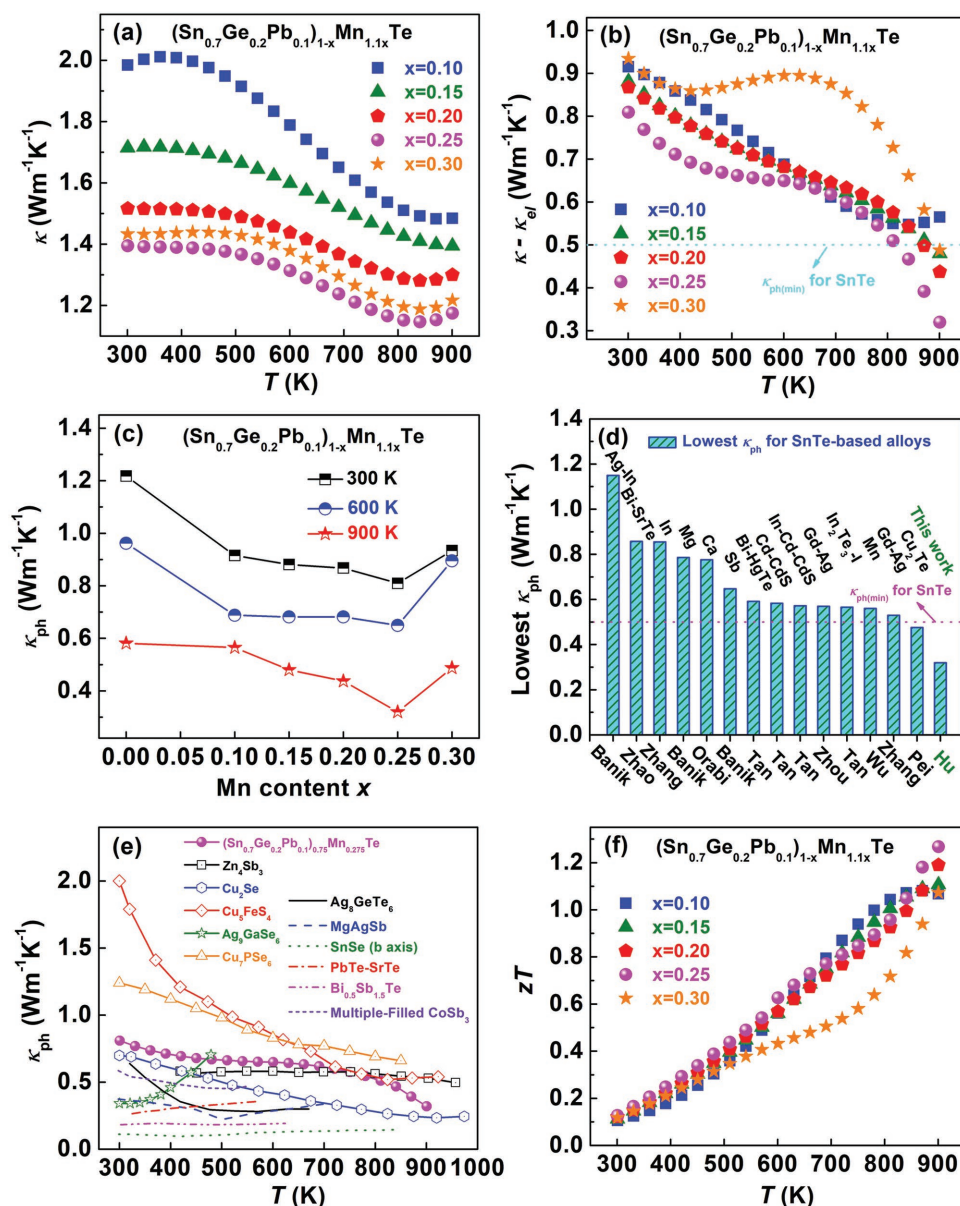 (a) (Sn₀.₇Ge₀.₂Pb₀.₁)₁₋ₓMn₁.₁ₓTe
x=0.10
x=0.15
x=0.20
x=0.25
x=0.30
2.0
1.8
1.6
1.4
1.2
κ (Wm⁻¹K⁻¹)
300 400 500 600 700 800 900
T (K)
(b) (Sn₀.₇Ge₀.₂Pb₀.₁)₁₋ₓMn₁.₁ₓTe
1.0
0.9
0.8
0.7
0.6
0.5
0.4
0.3
κ - κₑₗ (Wm⁻¹K⁻¹)
x=0.10
x=0.15
x=0.20
x=0.25
x=0.30
κph(min) for SnTe
300 400 500 600 700 800 900
T (K)
(c) (Sn₀.₇Ge₀.₂Pb₀.₁)₁₋ₓMn₁.₁ₓTe
300 K
600 K
900 K
1.4
1.2
1.0
0.8
0.6
0.4
κph (Wm⁻¹K⁻¹)
0.00 0.05 0.10 0.15 0.20 0.25 0.30
Mn content x
(d) Lowest κph for SnTe-based alloys
1.4
1.2
1.0
0.8
0.6
0.4
0.2
0.0
Lowest κph (Wm⁻¹K⁻¹)
Ag-In
Bi-SrTe
In
Mg
Ca
Sb
Bi-HgTe
Cd-CdS
In-Cd-CdS
Gd-Ag
In₂Te₃-I
Mn
Gd-Ag
Cu₂Te
This work
κph(min) for SnTe
Banik
Zhao
Zhang
Banik
Orabi
Banik
Tan
Tan
Tan
Zhou
Tan
Wu
Zhang
Pei
Hu
(e) (Sn₀.₇Ge₀.₂Pb₀.₁)₀.₇₅Mn₀.₂₇₅Te
Zn₄Sb₃
Cu₂Se
Cu₅FeS₄
Ag₉GaSe₆
Cu₇PSe₆
Ag₈GeTe₆
MgAgSb
SnSe (b axis)
PbTe-SrTe
Bi₀.₅Sb₁.₅Te
Multiple-Filled CoSb₃
2.0
1.5
1.0
0.5
0.0
κph (Wm⁻¹K⁻¹)
300 400 500 600 700 800 900 1000
T (K)
(f) (Sn₀.₇Ge₀.₂Pb₀.₁)₁₋ₓMn₁.₁ₓTe
x=0.10
x=0.15
x=0.20
x=0.25
x=0.30
1.2
1.0
0.8
0.6
0.4
0.2
0.0
zT
300 400 500 600 700 800 900
T (K)